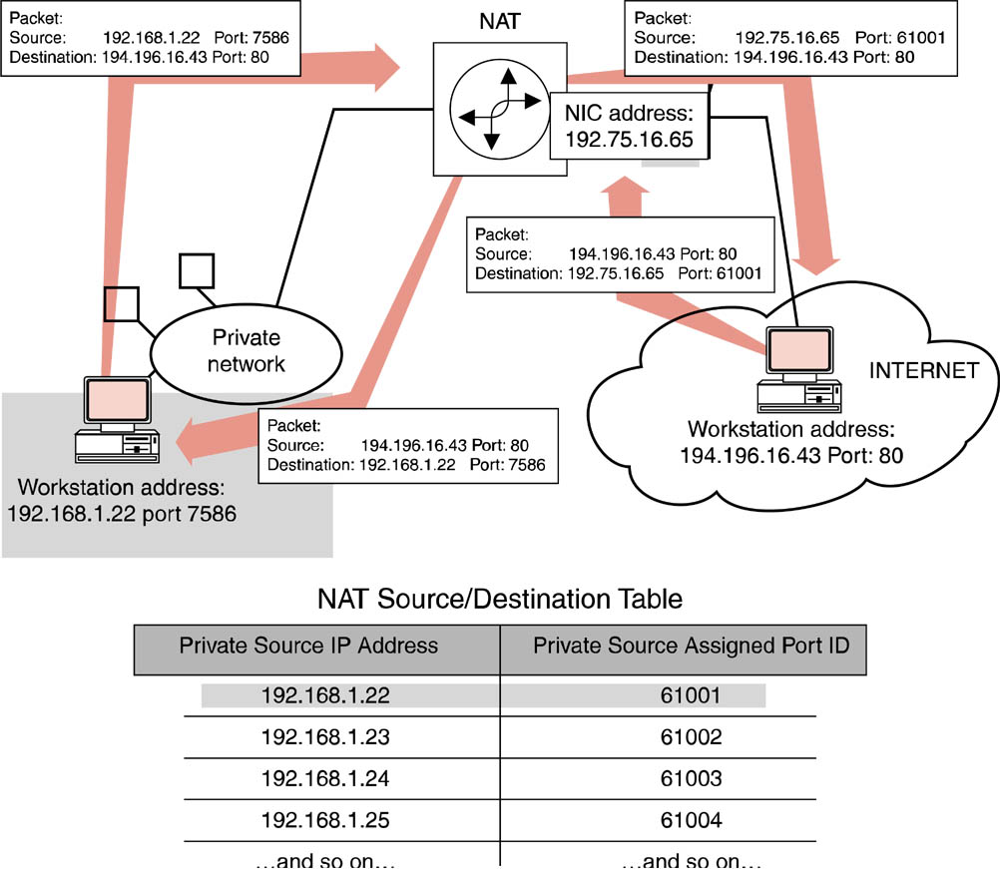 Packet:
Source: 192.168.1.22 Port: 7586
Destination: 194.196.16.43 Port: 80
NAT
Packet:
Source: 192.75.16.65 Port: 61001
Destination: 194.196.16.43 Port: 80
NIC address:
192.75.16.65
Packet:
Source: 194.196.16.43 Port: 80
Destination: 192.75.16.65 Port: 61001
Private
network
INTERNET
Workstation address:
194.196.16.43 Port: 80
Packet:
Source: 194.196.16.43 Port: 80
Destination: 192.168.1.22 Port: 7586
Workstation address:
192.168.1.22 port 7586
NAT Source/Destination Table
Private Source IP Address Private Source Assigned Port ID
192.168.1.22 61001
192.168.1.23 61002
192.168.1.24 61003
192.168.1.25 61004
...and so on... ...and so on...